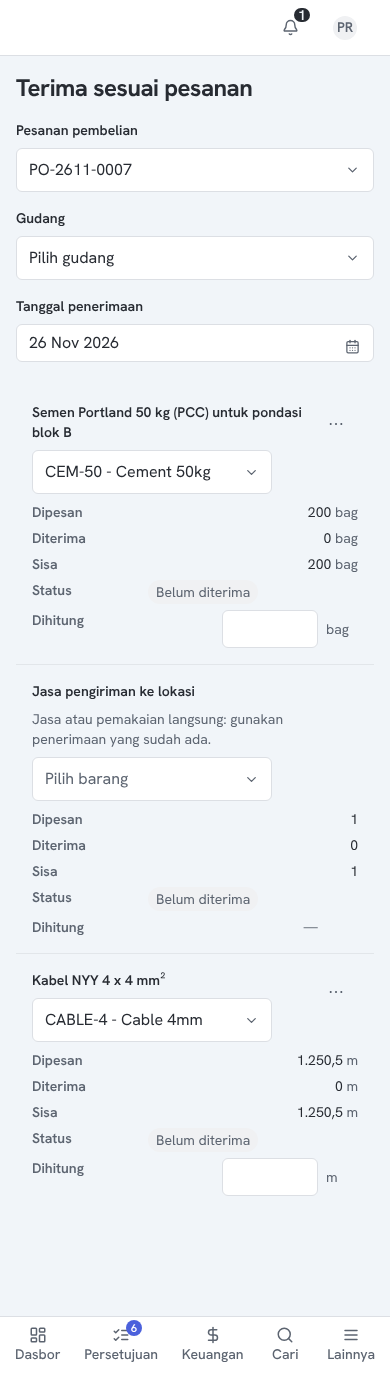 1
PR
Terima sesuai pesanan
Pesanan pembelian
PO-2611-0007
Gudang
Pilih gudang
Tanggal penerimaan
26 Nov 2026
Semen Portland 50 kg (PCC) untuk pondasi
blok B
...
CEM-50 - Cement 50kg
Dipesan 200 bag
Diterima 0 bag
Sisa 200 bag
Status Belum diterima
Dihitung bag
Jasa pengiriman ke lokasi
Jasa atau pemakaian langsung: gunakan
penerimaan yang sudah ada.
Pilih barang
Dipesan 1
Diterima 0
Sisa 1
Status Belum diterima
Dihitung —
Kabel NYY 4 x 4 mm²
...
CABLE-4 - Cable 4mm
Dipesan 1.250,5 m
Diterima 0 m
Sisa 1.250,5 m
Status Belum diterima
Dihitung m
6
Dasbor Persetujuan Keuangan Cari Lainnya